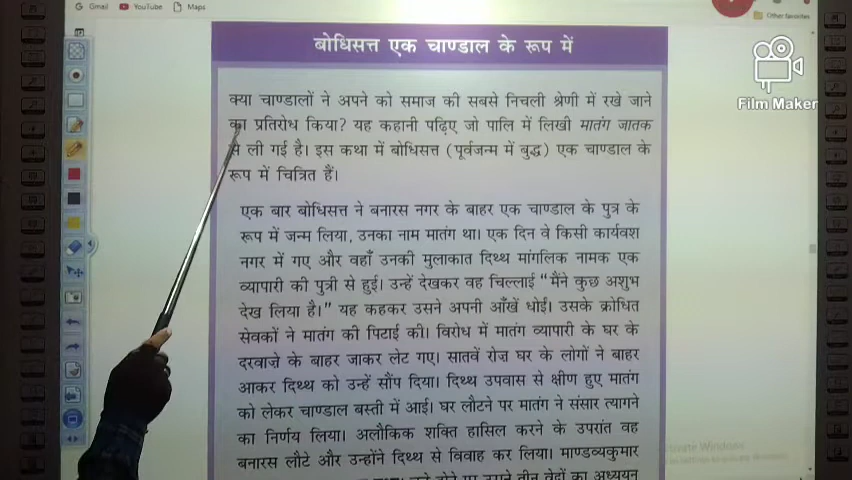 Gmail YouTube Maps
Other favorites
बोधिसत्त एक चाण्डाल के रूप में
Film Maker
क्या चाण्डालों ने अपने को समाज की सबसे निचली श्रेणी में रखे जाने
का प्रतिरोध किया? यह कहानी पढ़िए जो पालि में लिखी मातंग जातक
से ली गई है। इस कथा में बोधिसत्त (पूर्वजन्म में बुद्ध) एक चाण्डाल के
रूप में चित्रित हैं।
एक बार बोधिसत्त ने बनारस नगर के बाहर एक चाण्डाल के पुत्र के
रूप में जन्म लिया, उनका नाम मातंग था। एक दिन वे किसी कार्यवश
नगर में गए और वहाँ उनकी मुलाकात दिथ्थ मांगलिक नामक एक
व्यापारी की पुत्री से हुई। उन्हें देखकर वह चिल्लाई "मैंने कुछ अशुभ
देख लिया है।" यह कहकर उसने अपनी आँखें धोईं। उसके क्रोधित
सेवकों ने मातंग की पिटाई की। विरोध में मातंग व्यापारी के घर के
दरवाज़े के बाहर जाकर लेट गए। सातवें रोज़ घर के लोगों ने बाहर
आकर दिथ्थ को उन्हें सौंप दिया। दिथ्थ उपवास से क्षीण हुए मातंग
को लेकर चाण्डाल बस्ती में आई। घर लौटने पर मातंग ने संसार त्यागने
का निर्णय लिया। अलौकिक शक्ति हासिल करने के उपरांत वह
बनारस लौटे और उन्होंने दिथ्थ से विवाह कर लिया। माण्डव्यकुमार
तीन वेदों का अध्ययन
Windows